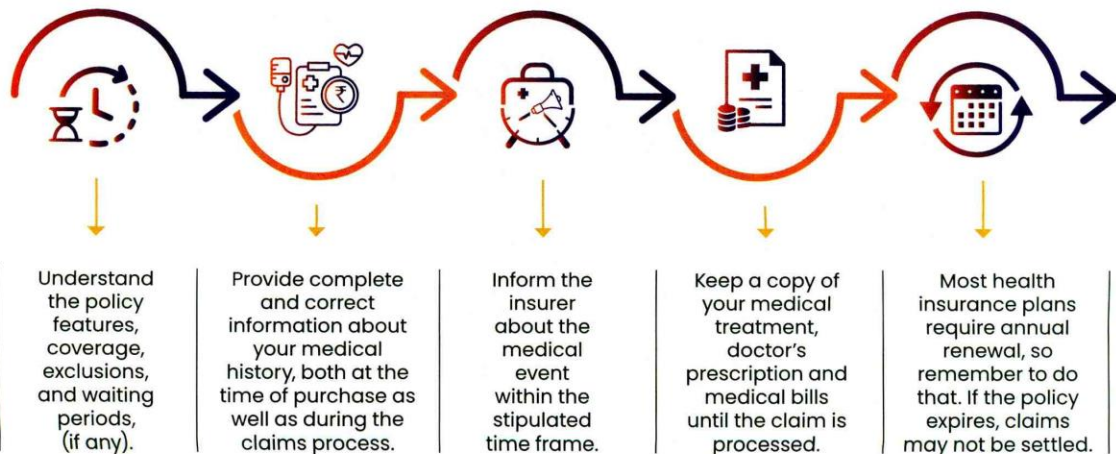 Understand
the policy
features,
coverage,
exclusions,
and waiting
periods,
(if any).
Provide complete
and correct
information about
your medical
history, both at the
time of purchase as
well as during the
claims process.
Inform the
insurer
about the
medical
event
within the
stipulated
time frame.
Keep a copy of
your medical
treatment,
doctor's
prescription and
medical bills
until the claim is
processed.
Most health
insurance plans
require annual
renewal, so
remember to do
that. If the policy
expires, claims
may not be settled.